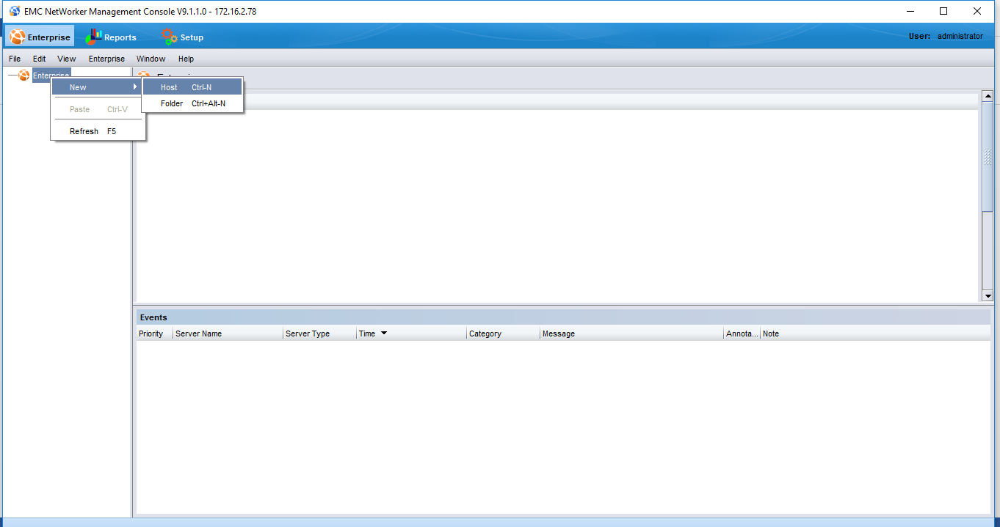 EMC NetWorker Management Console V9.1.1.0 - 172.16.2.78
Enterprise Reports Setup User: administrator
File Edit View Enterprise Window Help
Enterprise
New Host Ctrl-N
Folder Ctrl+Alt-N
Paste Ctrl-V
Refresh F5
Events
Priority Server Name Server Type Time Category Message Annota... Note